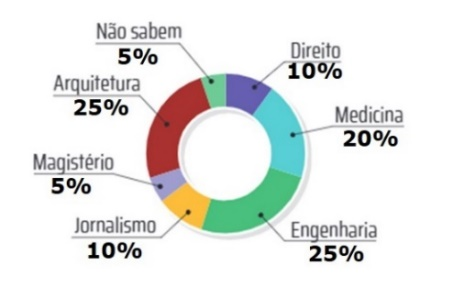 Não sabem
5%
Direito
10%
Arquitetura
25%
Medicina
20%
Magistério
5%
Jornalismo
10%
Engenharia
25%